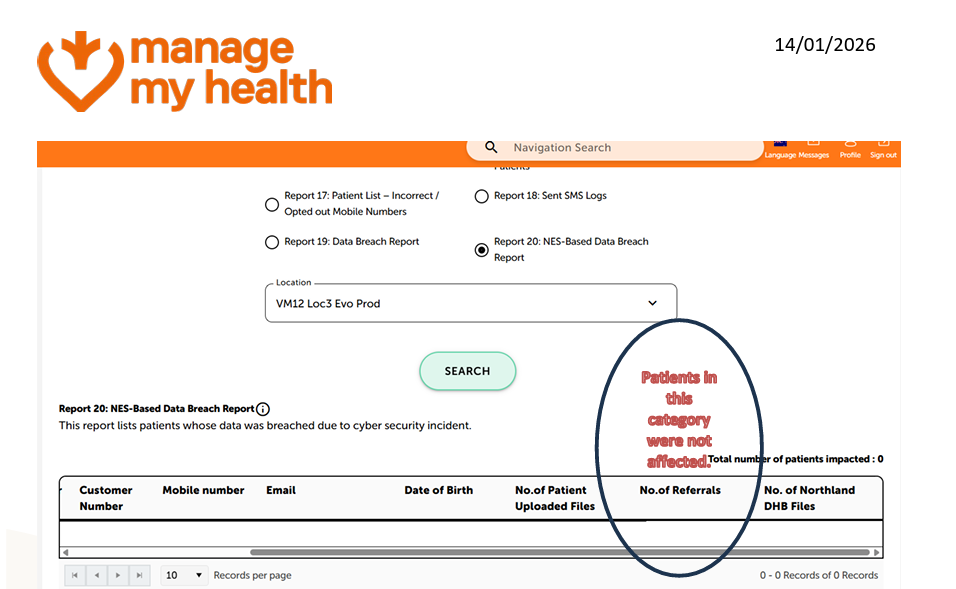 manage
my health
14/01/2026
Navigation Search
Language Messages Profile Sign out
Patients
Report 17: Patient List – Incorrect /
Opted out Mobile Numbers
Report 18: Sent SMS Logs
Report 19: Data Breach Report
Report 20: NES-Based Data Breach
Report
Location
VM12 Loc3 Evo Prod
SEARCH
Patients in
this
category
were not
affected.
Report 20: NES-Based Data Breach Report
This report lists patients whose data was breached due to cyber security incident.
Total number of patients impacted : 0
Customer
Number
Mobile number
Email
Date of Birth
No.of Patient
Uploaded Files
No.of Referrals
No. of Northland
DHB Files
10
Records per page
0 - 0 Records of 0 Records